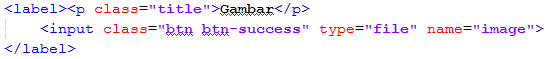 <label><p class="title">Gambar</p>
<input class="btn btn-success" type="file" name="image">
</label>